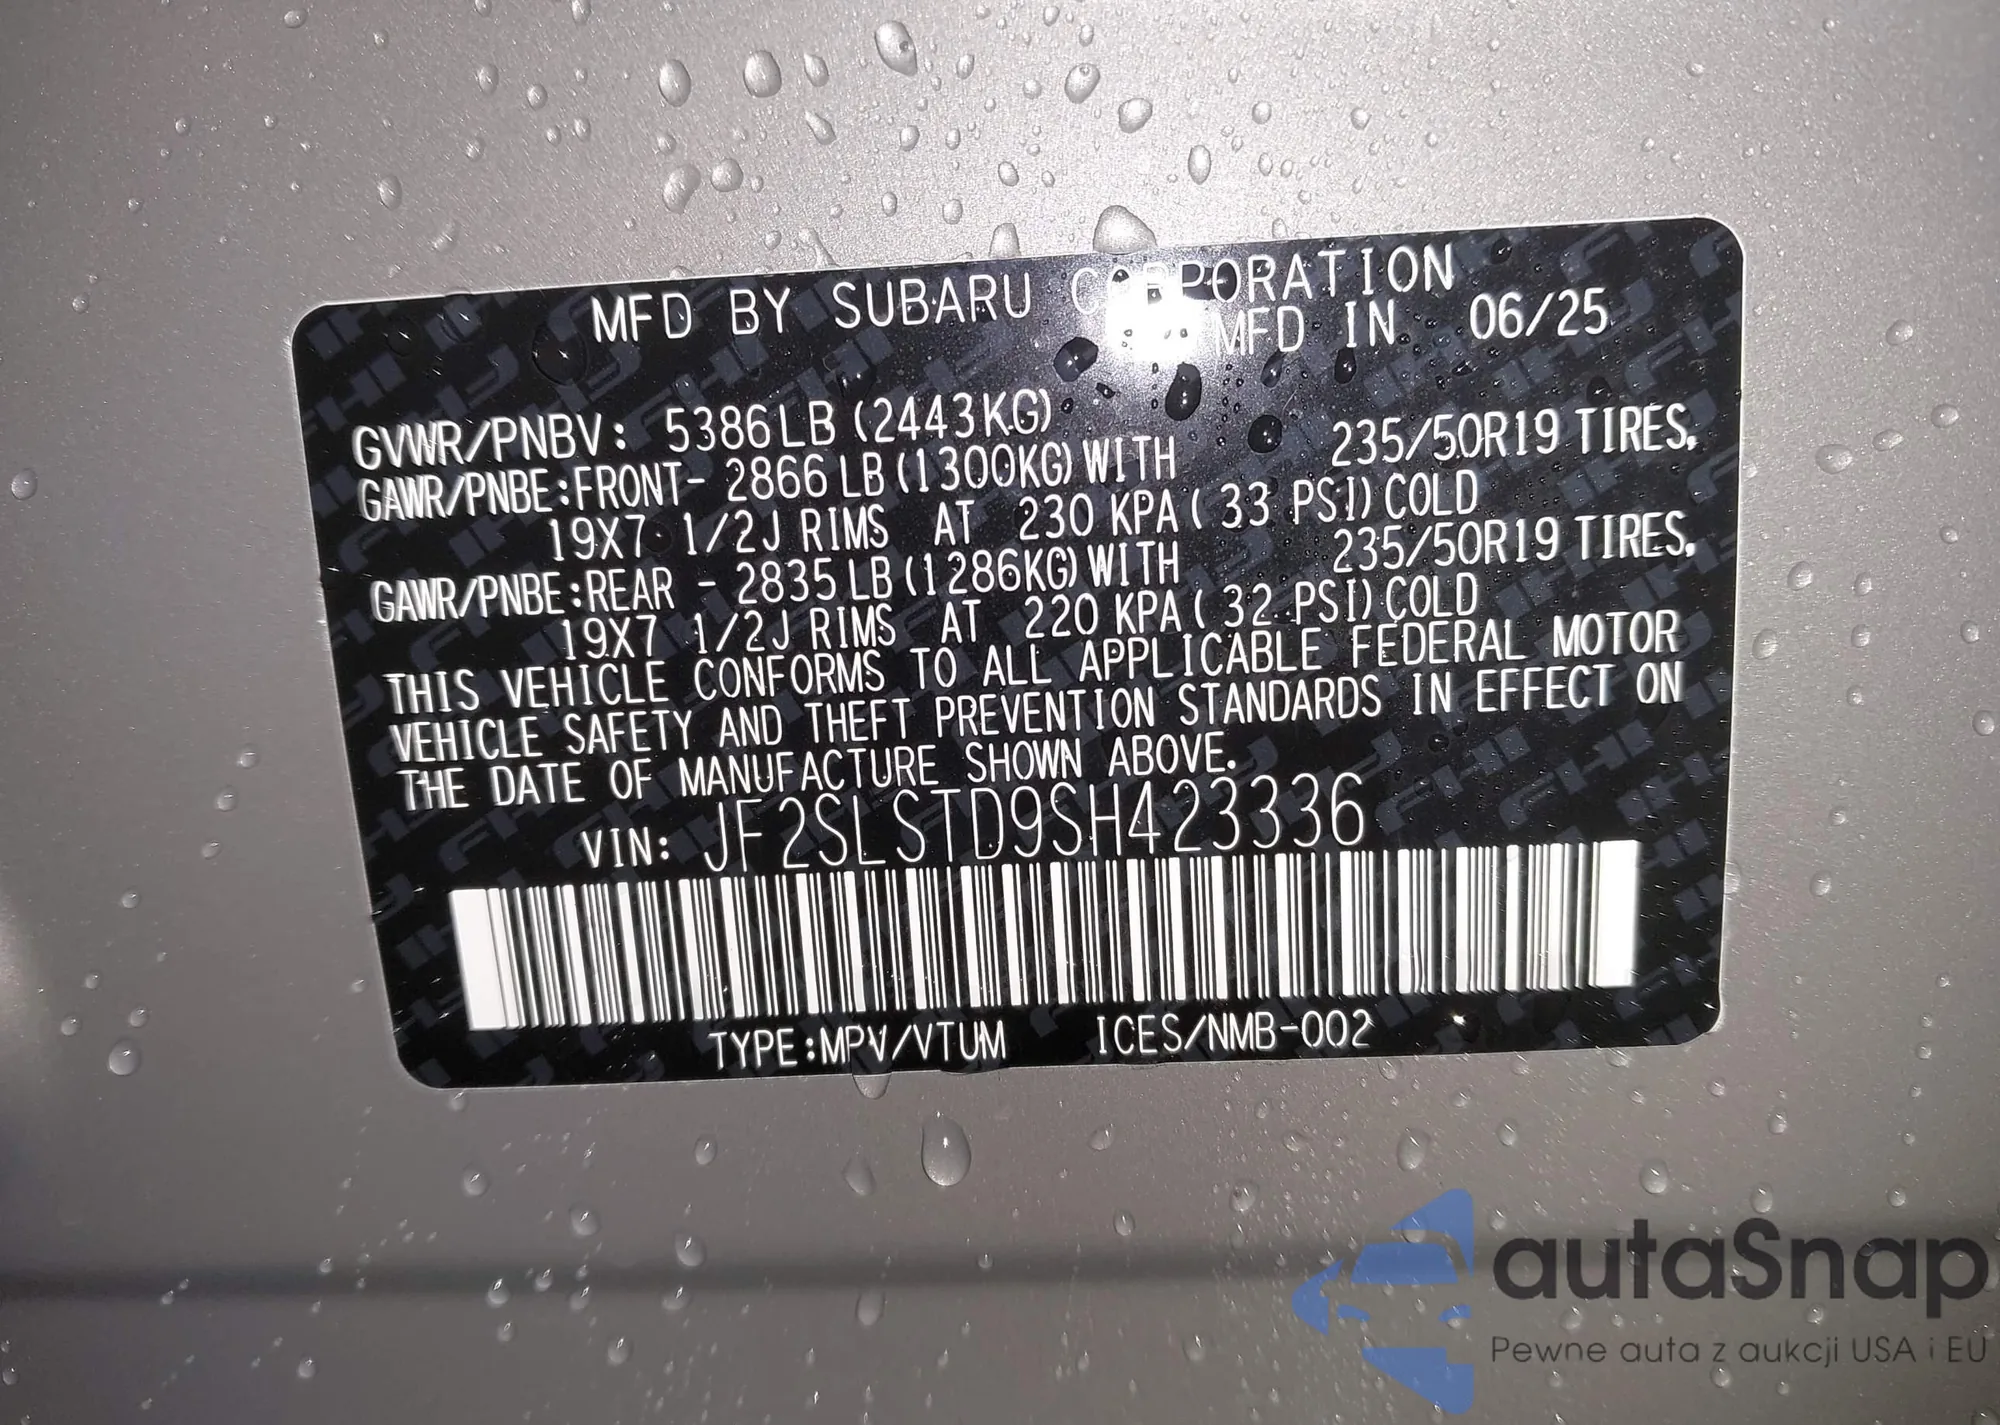 MFD BY SUBARU CORPORATION
MFD IN 06/25
GVWR/PNBV: 5386LB (2443KG)
GAWR/PNBE:FRONT- 2866 LB (1300KG) WITH 235/50R19 TIRES,
19X7 1/2J RIMS AT 230 KPA ( 33 PSI) COLD
GAWR/PNBE:REAR - 2835 LB (1286KG) WITH 235/50R19 TIRES,
19X7 1/2J RIMS AT 220 KPA ( 32 PSI) COLD
THIS VEHICLE CONFORMS TO ALL APPLICABLE FEDERAL MOTOR
VEHICLE SAFETY AND THEFT PREVENTION STANDARDS IN EFFECT ON
THE DATE OF MANUFACTURE SHOWN ABOVE.
VIN: JF2SLSTD9SH423336
TYPE:MPV/VTUM ICES/NMB-002
autaSnap
Pewne auta z aukcji USA i EU